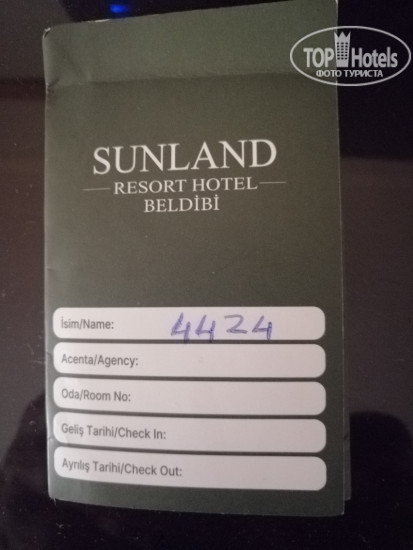 TOP Hotels
ФОТО ТУРИСТА
SUNLAND
RESORT HOTEL
BELDİBİ
İsim/Name: 4424
Acenta/Agency:
Oda/Room No:
Geliş Tarihi/Check In:
Ayrılış Tarihi/Check Out: